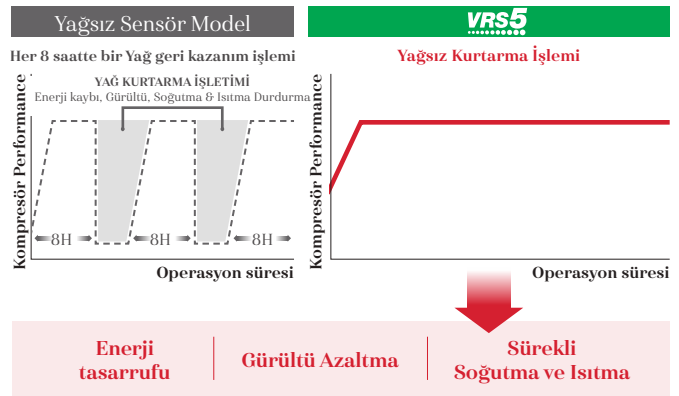 Yağsız Sensör Model
Her 8 saatte bir Yağ geri kazanım işlemi
YAĞ KURTARMA İŞLETİMİ
Enerji kaybı, Gürültü, Soğutma & Isıtma Durdurma
Kompresör Performance
8H
8H
8H
Operasyon süresi
VRS5
Yağsız Kurtarma İşlemi
Kompresör Performance
Operasyon süresi
Enerji
tasarrufu
Gürültü Azaltma
Sürekli
Soğutma ve Isıtma